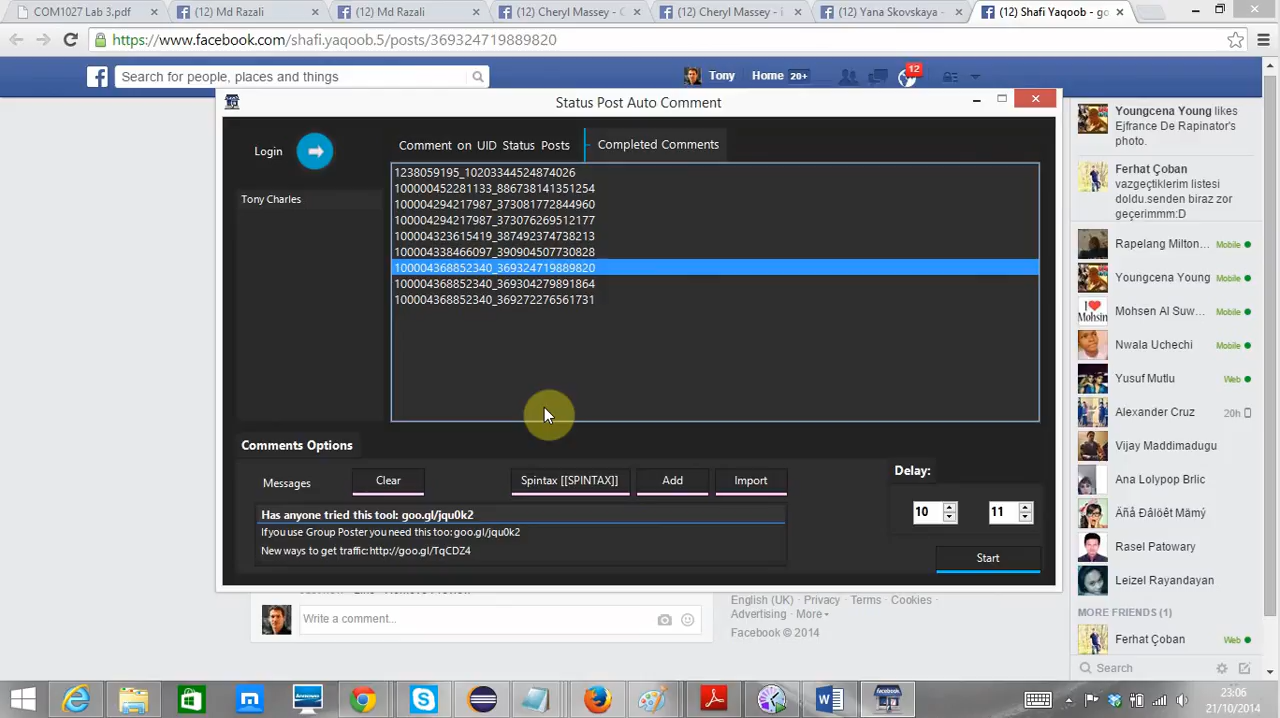 COM1027 Lab 3.pdf
(12) Md Razali
(12) Md Razali
(12) Cheryl Massey - C
(12) Cheryl Massey - i
(12) Yana Skovskaya -
(12) Shafi Yaqoob - go
https://www.facebook.com/shafi.yaqoob.5/posts/369324719889820
Search for people, places and things
Tony
Home 20+
12
Status Post Auto Comment
Login
Comment on UID Status Posts
Completed Comments
Tony Charles
1238059195_10203344524874026
100000452281133_886738141351254
100004294217987_373081772844960
100004294217987_373076269512177
100004323615419_387492374738213
100004338466097_390904507730828
100004368852340_369324719889820
100004368852340_369304279891864
100004368852340_369272276561731
Comments Options
Messages
Clear
Spintax [[SPINTAX]]
Add
Import
Has anyone tried this tool: goo.gl/jqu0k2
If you use Group Poster you need this too: goo.gl/jqu0k2
New ways to get traffic: http://goo.gl/TqCDZ4
Delay:
10
11
Start
Write a comment...
English (UK) · Privacy · Terms · Cookies ·
Advertising · More
Facebook © 2014
Youngcena Young likes
Ejfrance De Rapinator's
photo.
Ferhat Çoban
vazgeçtiklerim listesi
doldu.senden biraz zor
geçerimmm:D
Rapelang Milton... Mobile
Youngcena Young Mobile
Mohsen Al Suw... Mobile
Nwala Uchechi Mobile
Yusuf Mutlu Web
Alexander Cruz 20h
Vijay Maddimadugu
Ana Lolypop Brlic
Äñå Ðâlöêt Mämý
Rasel Patowary
Leizel Rayandayan
MORE FRIENDS (1)
Ferhat Çoban Web
Search
23:06
21/10/2014